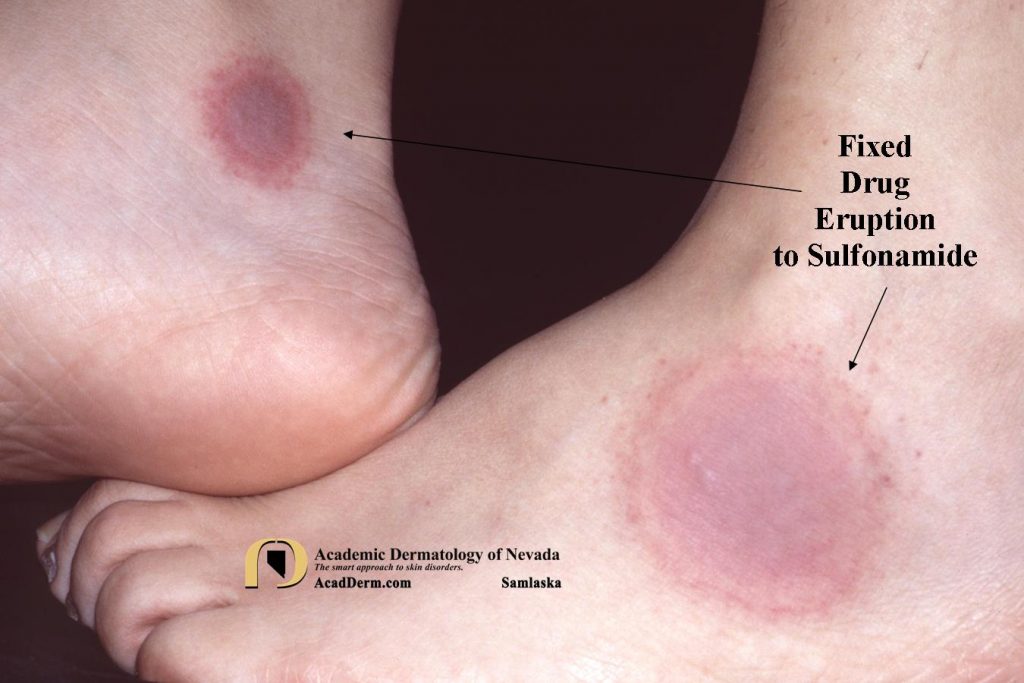 Fixed
Drug
Eruption
to Sulfonamide
Academic Dermatology of Nevada
The smart approach to skin disorders.
AcadDerm.com Samlaska